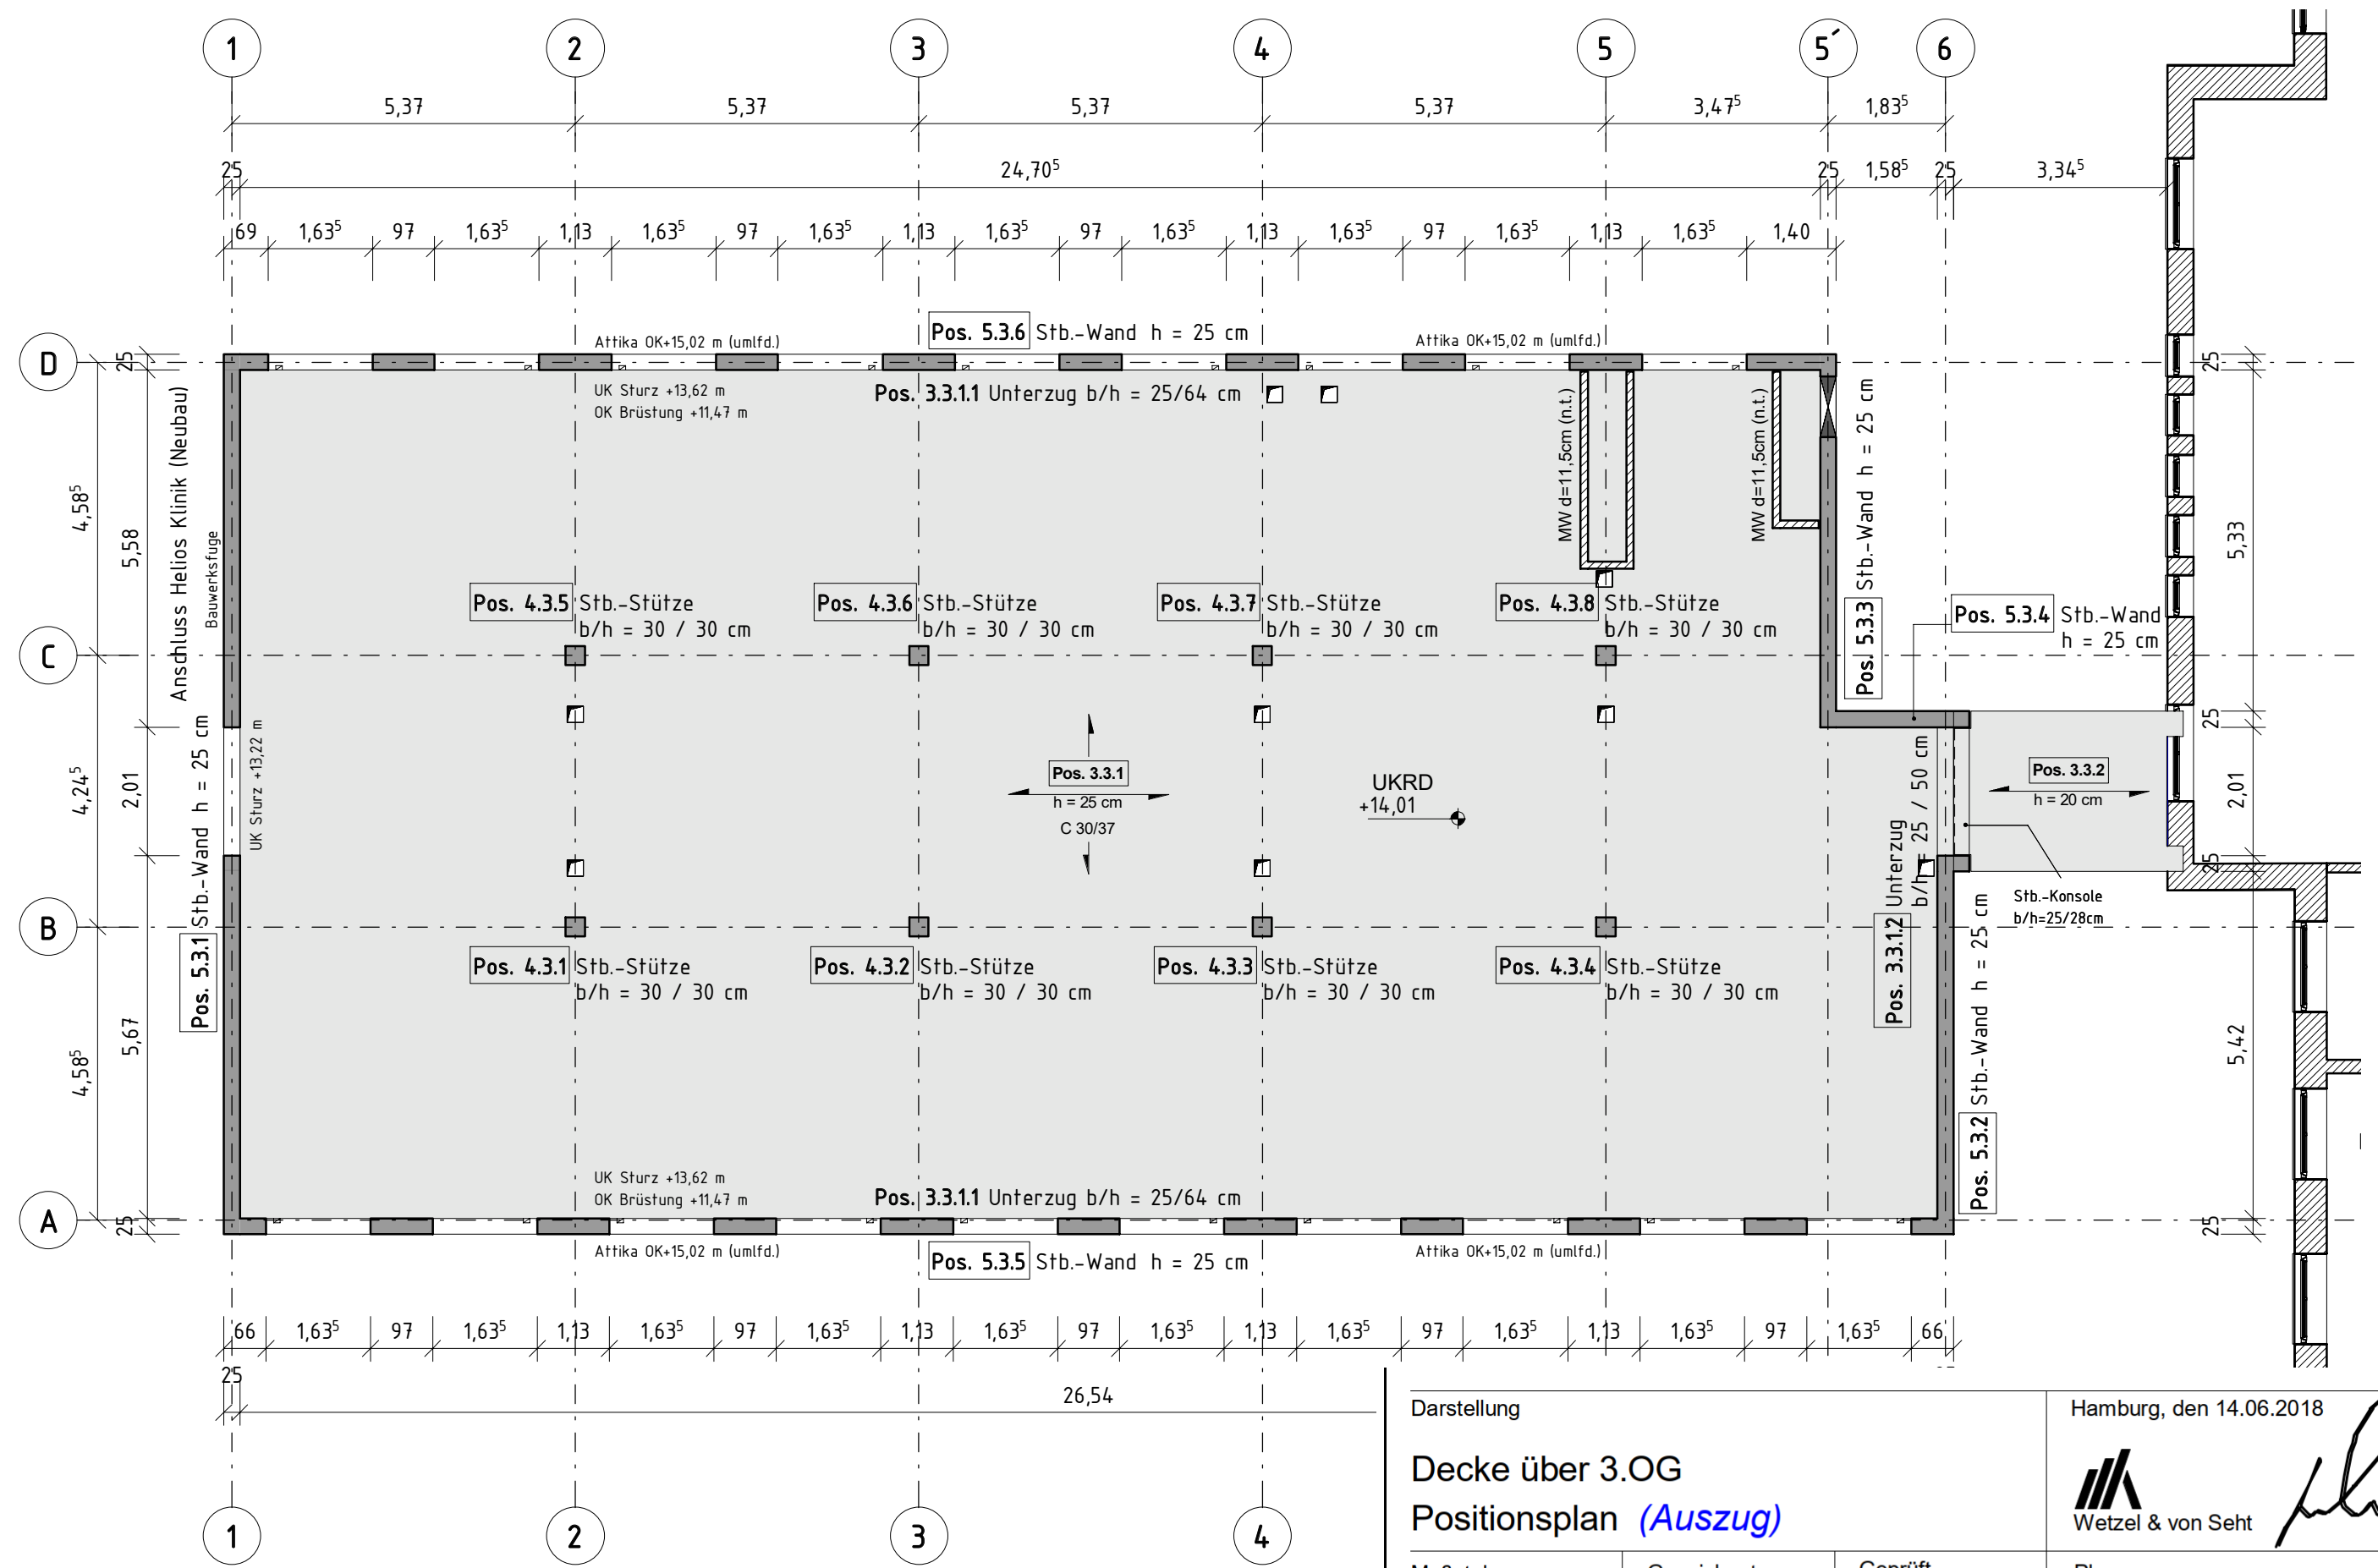 1 2 3 4 5 5´ 6
5,37 5,37 5,37 5,37 3,47⁵ 1,83⁵
25 24,70⁵ 25 1,58⁵ 25 3,34⁵
69 1,63⁵ 97 1,63⁵ 1,13 1,63⁵ 97 1,63⁵ 1,13 1,63⁵ 97 1,63⁵ 1,13 1,63⁵ 97 1,63⁵ 1,13 1,63⁵ 1,40
Attika OK+15,02 m (umlfd.)
Pos. 5.3.6 Stb.-Wand h = 25 cm
Attika OK+15,02 m (umlfd.)
D
25
25
UK Sturz +13,62 m
OK Brüstung +11,47 m
Pos. 3.3.1.1 Unterzug b/h = 25/64 cm
MW d=11,5cm (n.t.)
MW d=11,5cm (n.t.)
Pos. 5.3.3 Stb.-Wand h = 25 cm
Anschluss Helios Klinik (Neubau)
Bauwerksfuge
4,58⁵
5,58
5,33
Pos. 4.3.5 Stb.-Stütze
b/h = 30 / 30 cm
Pos. 4.3.6 Stb.-Stütze
b/h = 30 / 30 cm
Pos. 4.3.7 Stb.-Stütze
b/h = 30 / 30 cm
Pos. 4.3.8 Stb.-Stütze
b/h = 30 / 30 cm
Pos. 5.3.4 Stb.-Wand
h = 25 cm
C
25
4,24⁵
2,01
UK Sturz +13,22 m
Pos. 5.3.1 Stb.-Wand h = 25 cm
Pos. 3.3.1
h = 25 cm
C 30/37
UKRD
+14,01
Pos. 3.3.1.2 Unterzug
b/h = 25 / 50 cm
Pos. 3.3.2
h = 20 cm
2,01
25
Stb.-Konsole
b/h=25/28cm
B
Pos. 4.3.1 Stb.-Stütze
b/h = 30 / 30 cm
Pos. 4.3.2 Stb.-Stütze
b/h = 30 / 30 cm
Pos. 4.3.3 Stb.-Stütze
b/h = 30 / 30 cm
Pos. 4.3.4 Stb.-Stütze
b/h = 30 / 30 cm
Pos. 5.3.2 Stb.-Wand h = 25 cm
4,58⁵
5,67
5,42
UK Sturz +13,62 m
OK Brüstung +11,47 m
Pos. 3.3.1.1 Unterzug b/h = 25/64 cm
A
25
25
Attika OK+15,02 m (umlfd.)
Pos. 5.3.5 Stb.-Wand h = 25 cm
Attika OK+15,02 m (umlfd.)
66 1,63⁵ 97 1,63⁵ 1,13 1,63⁵ 97 1,63⁵ 1,13 1,63⁵ 97 1,63⁵ 1,13 1,63⁵ 97 1,63⁵ 1,13 1,63⁵ 97 1,63⁵ 66
25 26,54
1 2 3 4
Darstellung
Decke über 3.OG
Positionsplan (Auszug)
Hamburg, den 14.06.2018
Wetzel & von Seht